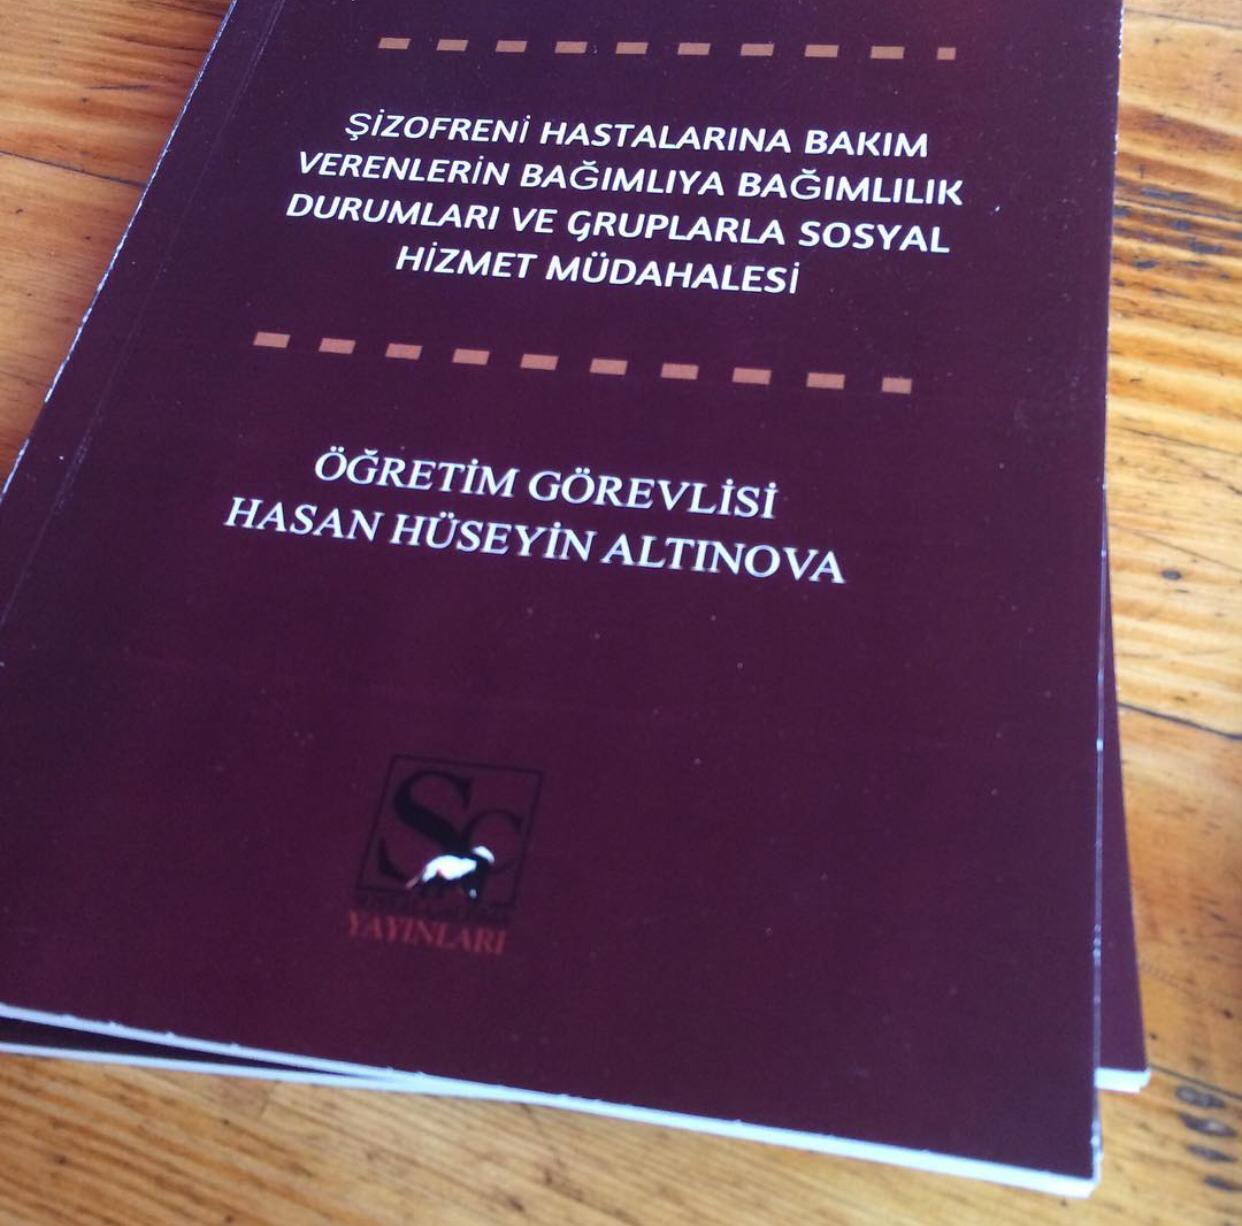 ŞİZOFRENİ HASTALARINA BAKIM
VERENLERİN BAĞIMLIYA BAĞIMLILIK
DURUMLARI VE GRUPLARLA SOSYAL
HİZMET MÜDAHALESİ
ÖĞRETİM GÖREVLİSİ
HASAN HÜSEYİN ALTINOVA
SÇ
YAYINLARI